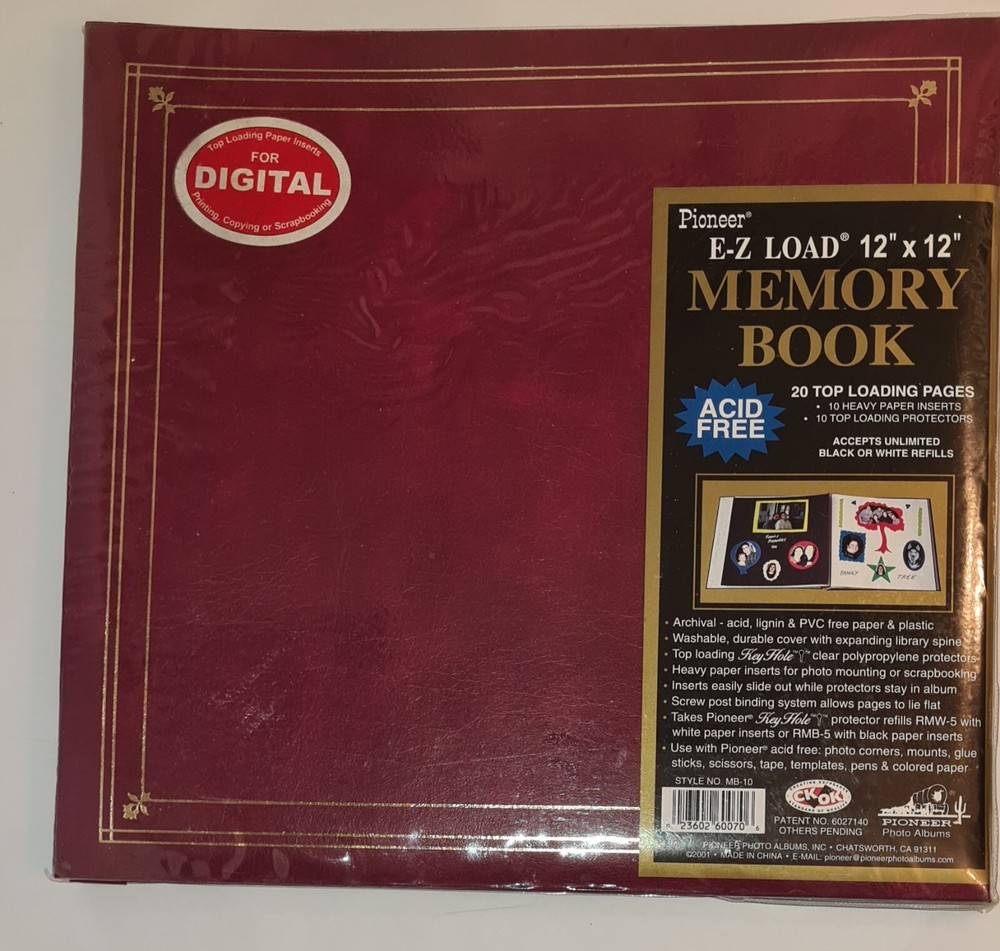 Top Loading Paper Inserts
FOR
DIGITAL
Printing, Copying or Scrapbooking
Pioneer®
E-Z LOAD® 12" x 12"
MEMORY
BOOK
ACID
FREE
20 TOP LOADING PAGES
• 10 HEAVY PAPER INSERTS
• 10 TOP LOADING PROTECTORS
ACCEPTS UNLIMITED
BLACK OR WHITE REFILLS
FAMILY TREE
• Archival - acid, lignin & PVC free paper & plastic
• Washable, durable cover with expanding library spine
• Top loading KeyHole™ clear polypropylene protectors
• Heavy paper inserts for photo mounting or scrapbooking
• Inserts easily slide out while protectors stay in album
• Screw post binding system allows pages to lie flat
• Takes Pioneer® KeyHole™ protector refills RMW-5 with
white paper inserts or RMB-5 with black paper inserts
• Use with Pioneer® acid free: photo corners, mounts, glue
sticks, scissors, tape, templates, pens & colored paper
STYLE NO. MB-10
23602 60070 6
CK OK
PATENT NO. 6027140
OTHERS PENDING
PIONEER®
Photo Albums
PIONEER PHOTO ALBUMS, INC • CHATSWORTH, CA 91311
©2001 • MADE IN CHINA • E-MAIL: pioneer@pioneerphotoalbums.com